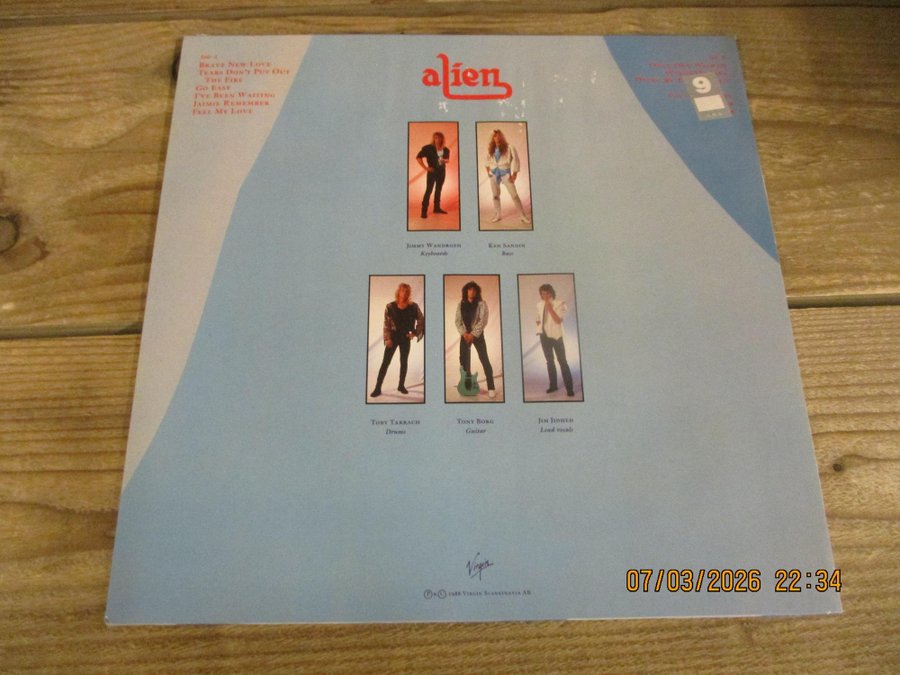 Side A
Brave New Love
Tears Don't Put Out
The Fire
Go Easy
I've Been Waiting
Jaimie Remember
Feel My Love
alien
9
Jimmy Wandroph
Keyboards
Ken Sandin
Bass
Toby Tarrach
Drums
Tony Borg
Guitar
Jim Jidhed
Lead vocals
Virgin
Ⓟ & Ⓒ 1988 Virgin Scandinavia AB
07/03/2026 22:34